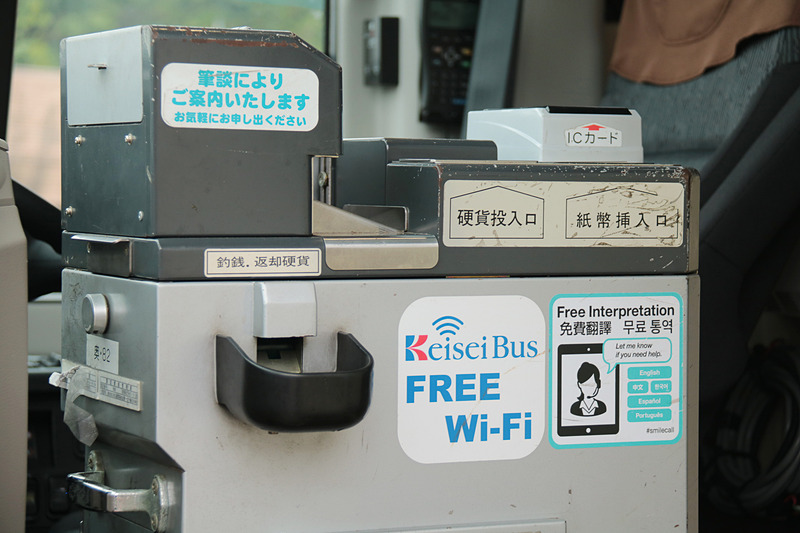 筆談により
ご案内いたします
お気軽にお申し出ください
ICカード
硬貨投入口
紙幣挿入口
釣銭.返却硬貨
Keisei Bus
FREE
Wi-Fi
Free Interpretation
免費翻譯 무료 통역
Let me know
if you need help.
English
中文 한국어
Español
Português
#smilecall